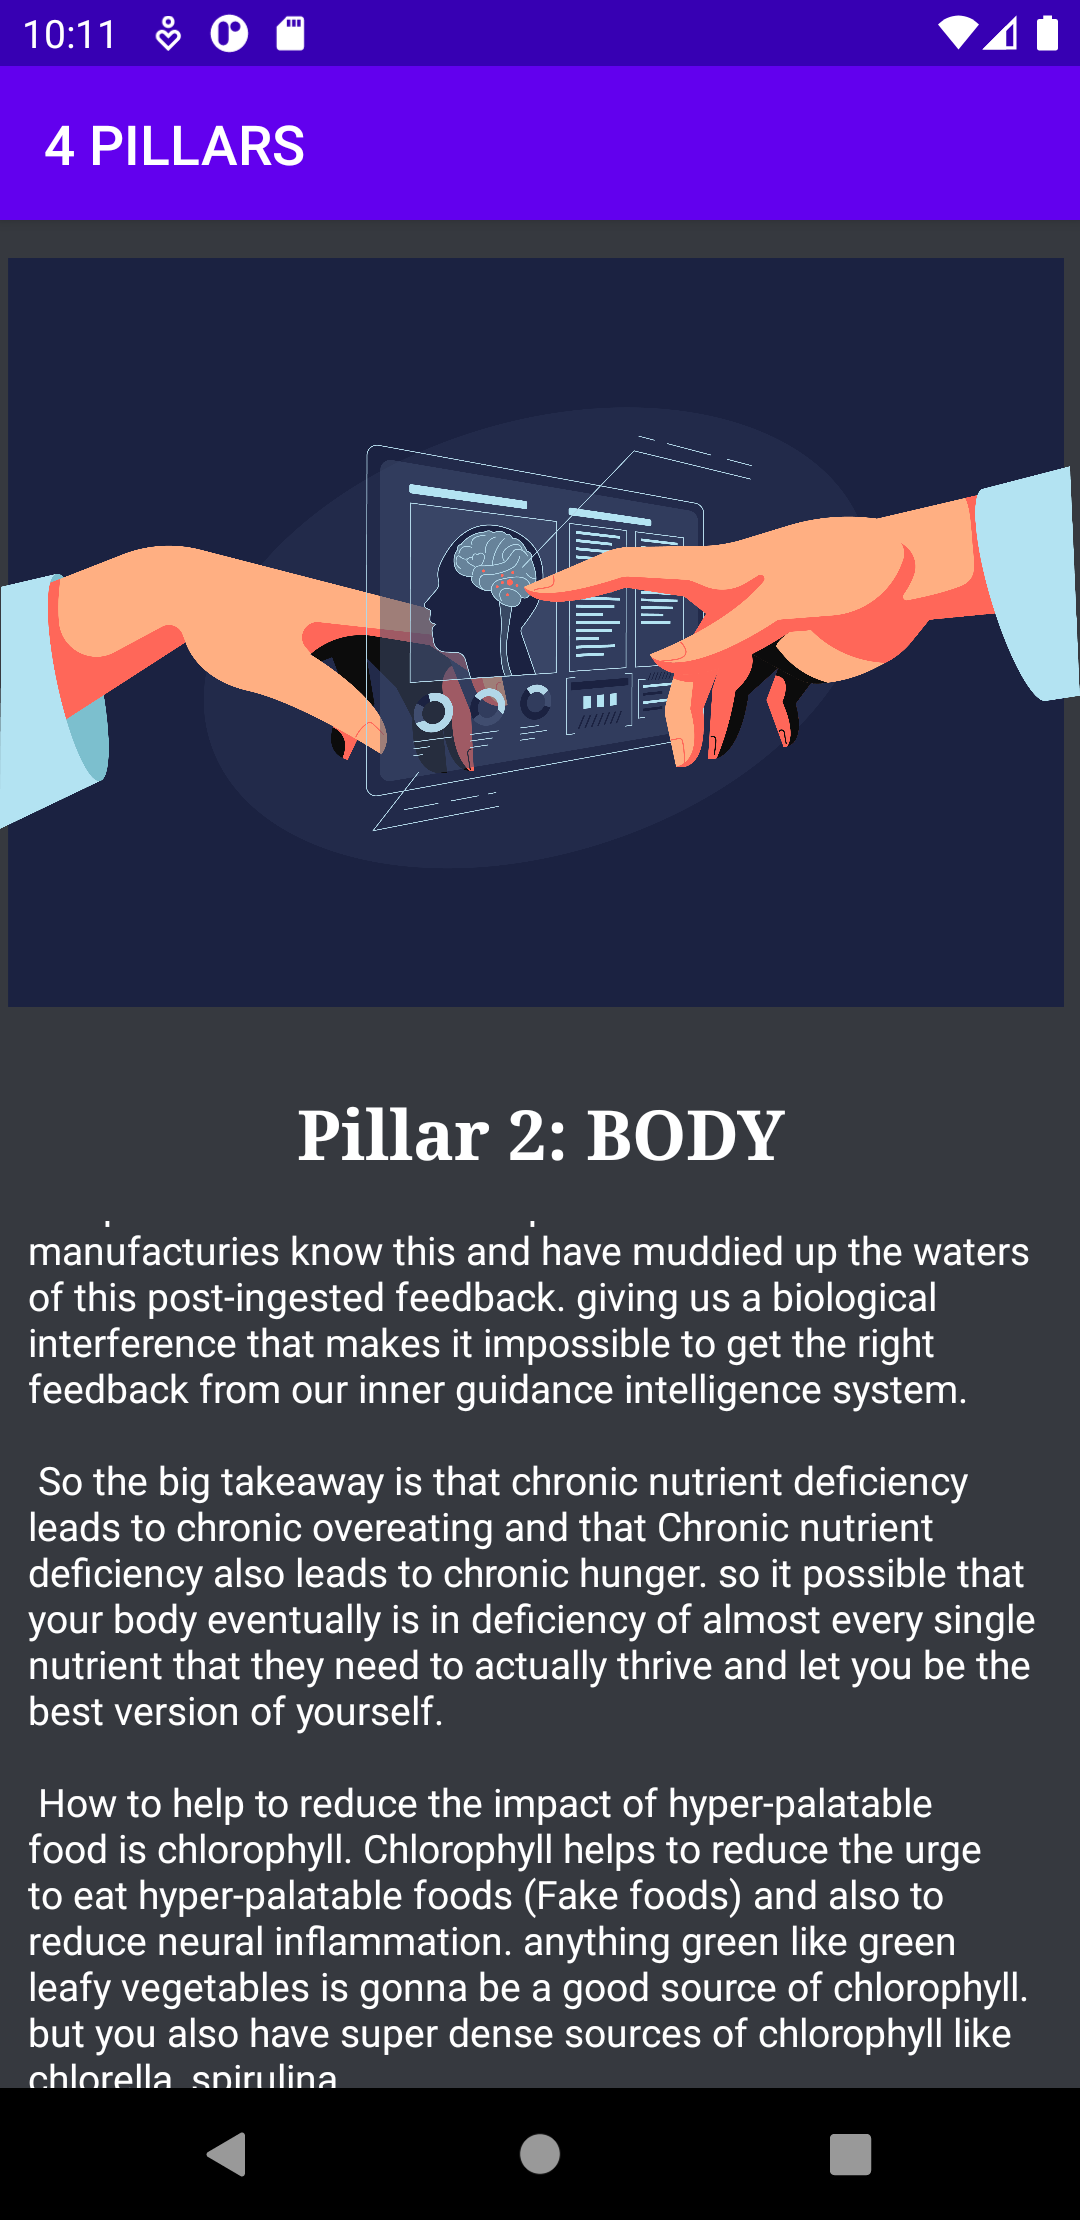 10:11
4 PILLARS
Pillar 2: BODY
manufacturies know this and have muddied up the waters
of this post-ingested feedback. giving us a biological
interference that makes it impossible to get the right
feedback from our inner guidance intelligence system.
So the big takeaway is that chronic nutrient deficiency
leads to chronic overeating and that Chronic nutrient
deficiency also leads to chronic hunger. so it possible that
your body eventually is in deficiency of almost every single
nutrient that they need to actually thrive and let you be the
best version of yourself.
How to help to reduce the impact of hyper-palatable
food is chlorophyll. Chlorophyll helps to reduce the urge
to eat hyper-palatable foods (Fake foods) and also to
reduce neural inflammation. anything green like green
leafy vegetables is gonna be a good source of chlorophyll.
but you also have super dense sources of chlorophyll like
chlorella, spirulina